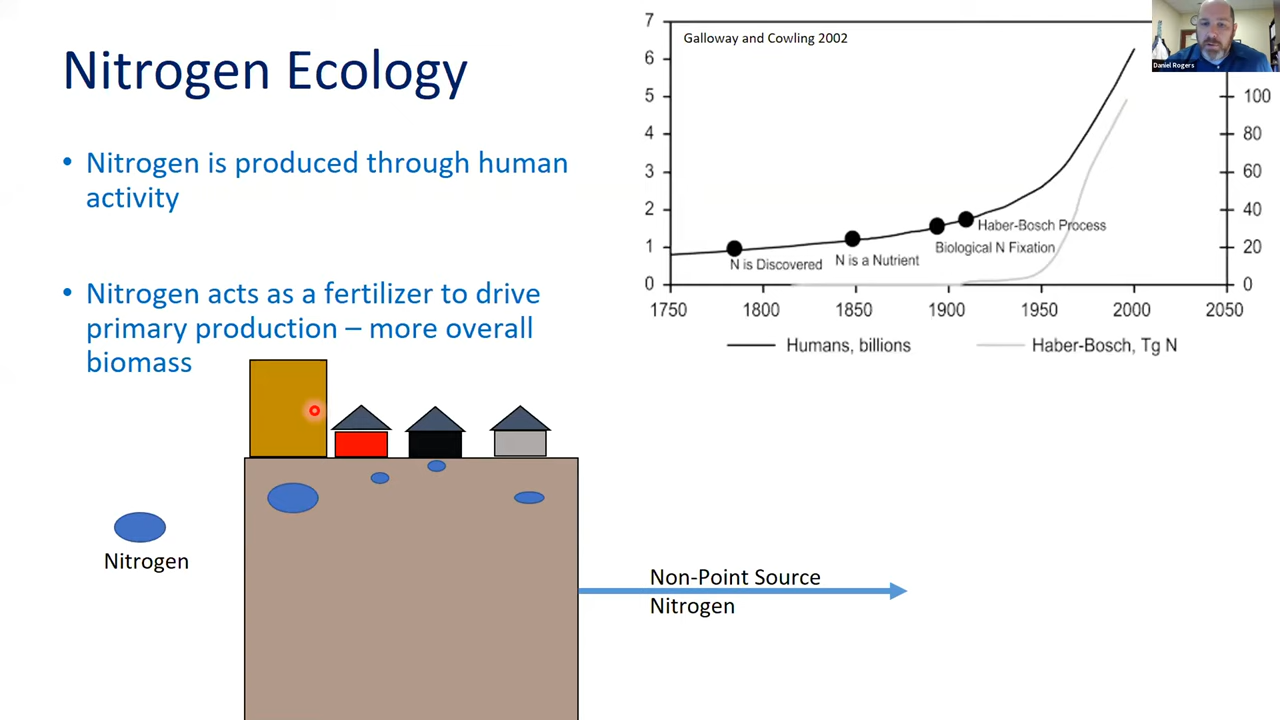 Nitrogen Ecology
• Nitrogen is produced through human
activity
• Nitrogen acts as a fertilizer to drive
primary production – more overall
biomass
Nitrogen
Non-Point Source
Nitrogen
Galloway and Cowling 2002
7
6
5
4
3
2
1
0
100
80
60
40
20
0
N is Discovered
N is a Nutrient
Biological N Fixation
Haber-Bosch Process
1750 1800 1850 1900 1950 2000 2050
Humans, billions
Haber-Bosch, Tg N
Daniel Rogers